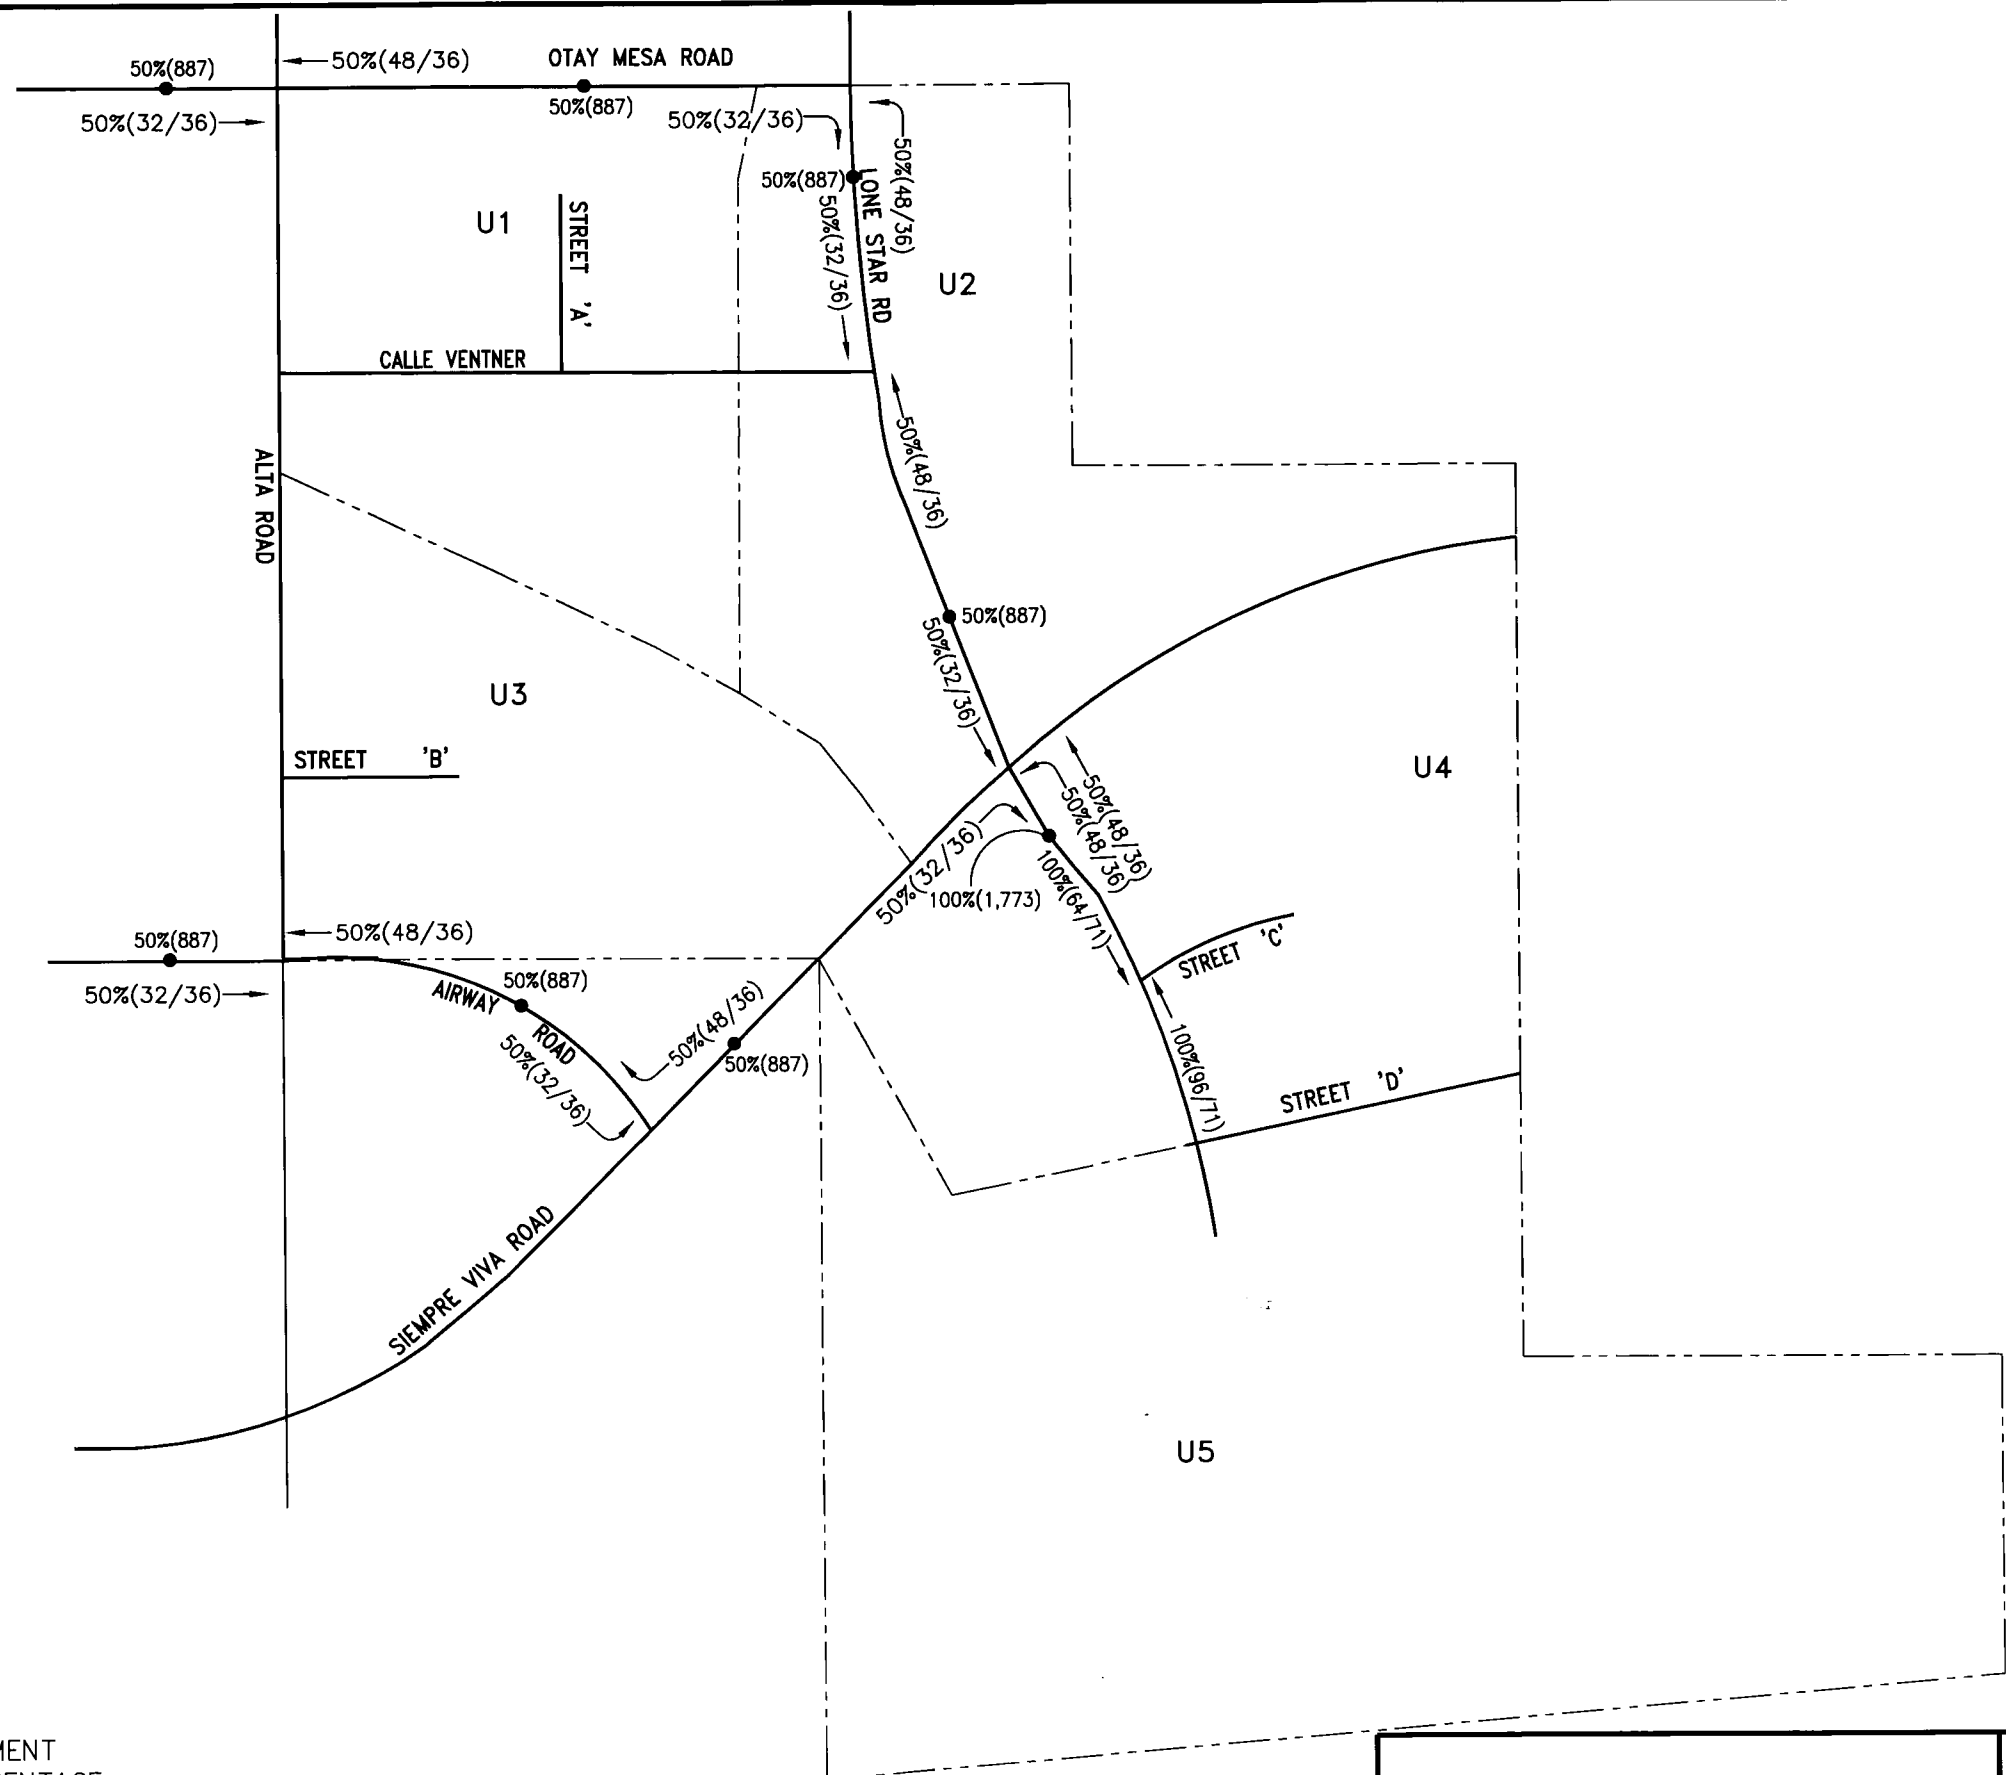 50%(48/36)
OTAY MESA ROAD
50%(887)
50%(887)
50%(32/36)
50%(32/36)
50%(48/36)
50%(887)
LONE STAR RD
50%(32/36)
U1
STREET 'A'
U2
CALLE VENTNER
50%(48/36)
ALTA ROAD
50%(887)
50%(32/36)
U3
STREET 'B'
U4
50%(48/36)
50%(48/36)
50%(32/36)
100%(1,773)
100%(64/71)
50%(887)
50%(48/36)
STREET 'C'
50%(32/36)
50%(887)
AIRWAY ROAD
50%(32/36)
50%(48/36)
50%(887)
100%(96/71)
STREET 'D'
SIEMPRE VIVA ROAD
U5